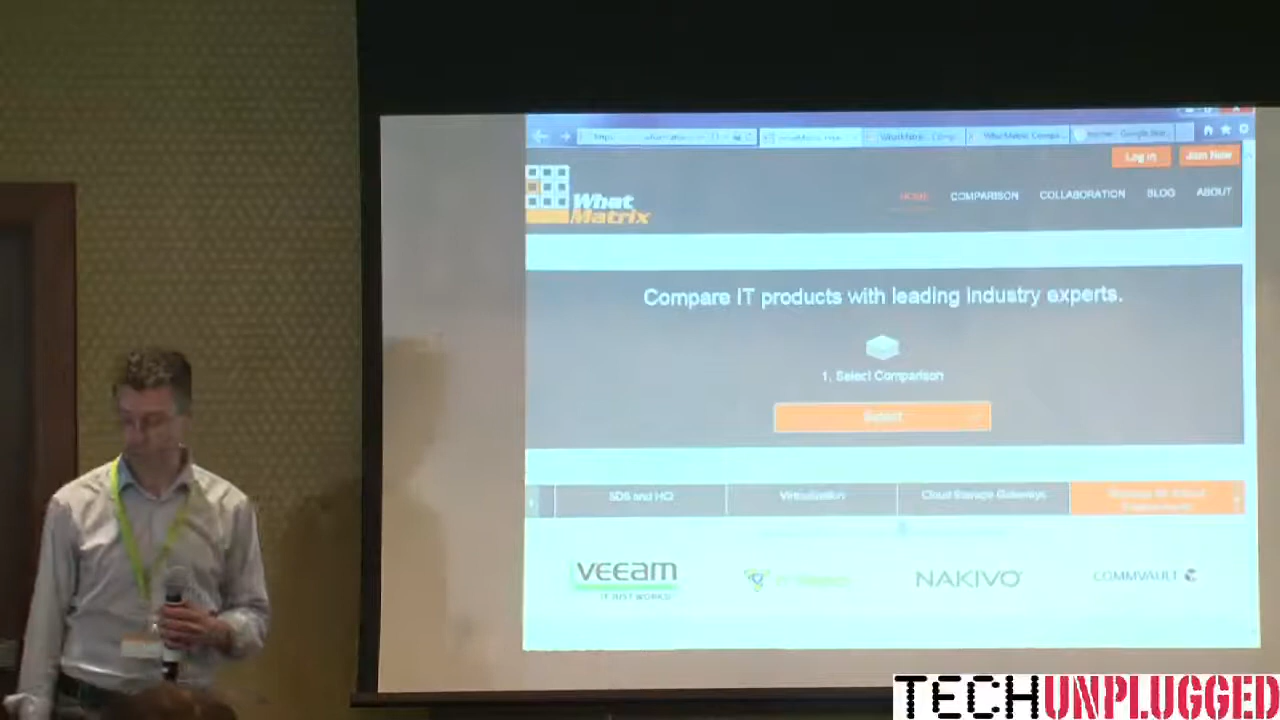 Log in Join Now
What
Matrix
HOME COMPARISON COLLABORATION BLOG ABOUT
Compare IT products with leading industry experts.
1. Select Comparison
Select
SDS and HCI Virtualization Cloud Storage Gateways
veeam
IT JUST WORKS!
NAKIVO
COMMVAULT
TECHUNPLUGGED